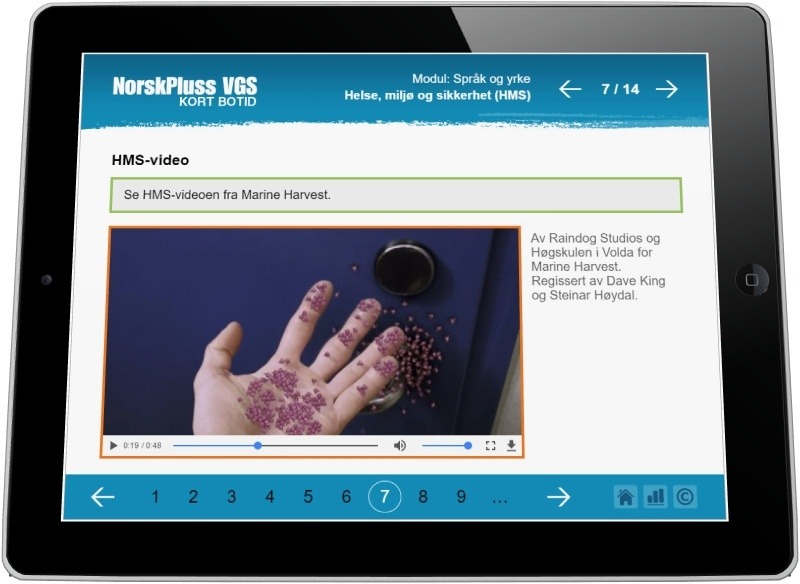 NorskPluss VGS
KORT BOTID
Modul: Språk og yrke
Helse, miljø og sikkerhet (HMS)
7 / 14
HMS-video
Se HMS-videoen fra Marine Harvest.
Av Raindog Studios og
Høgskulen i Volda for
Marine Harvest.
Regissert av Dave King
og Steinar Høydal.
0:19 / 0:48
1 2 3 4 5 6 7 8 9 ...
©